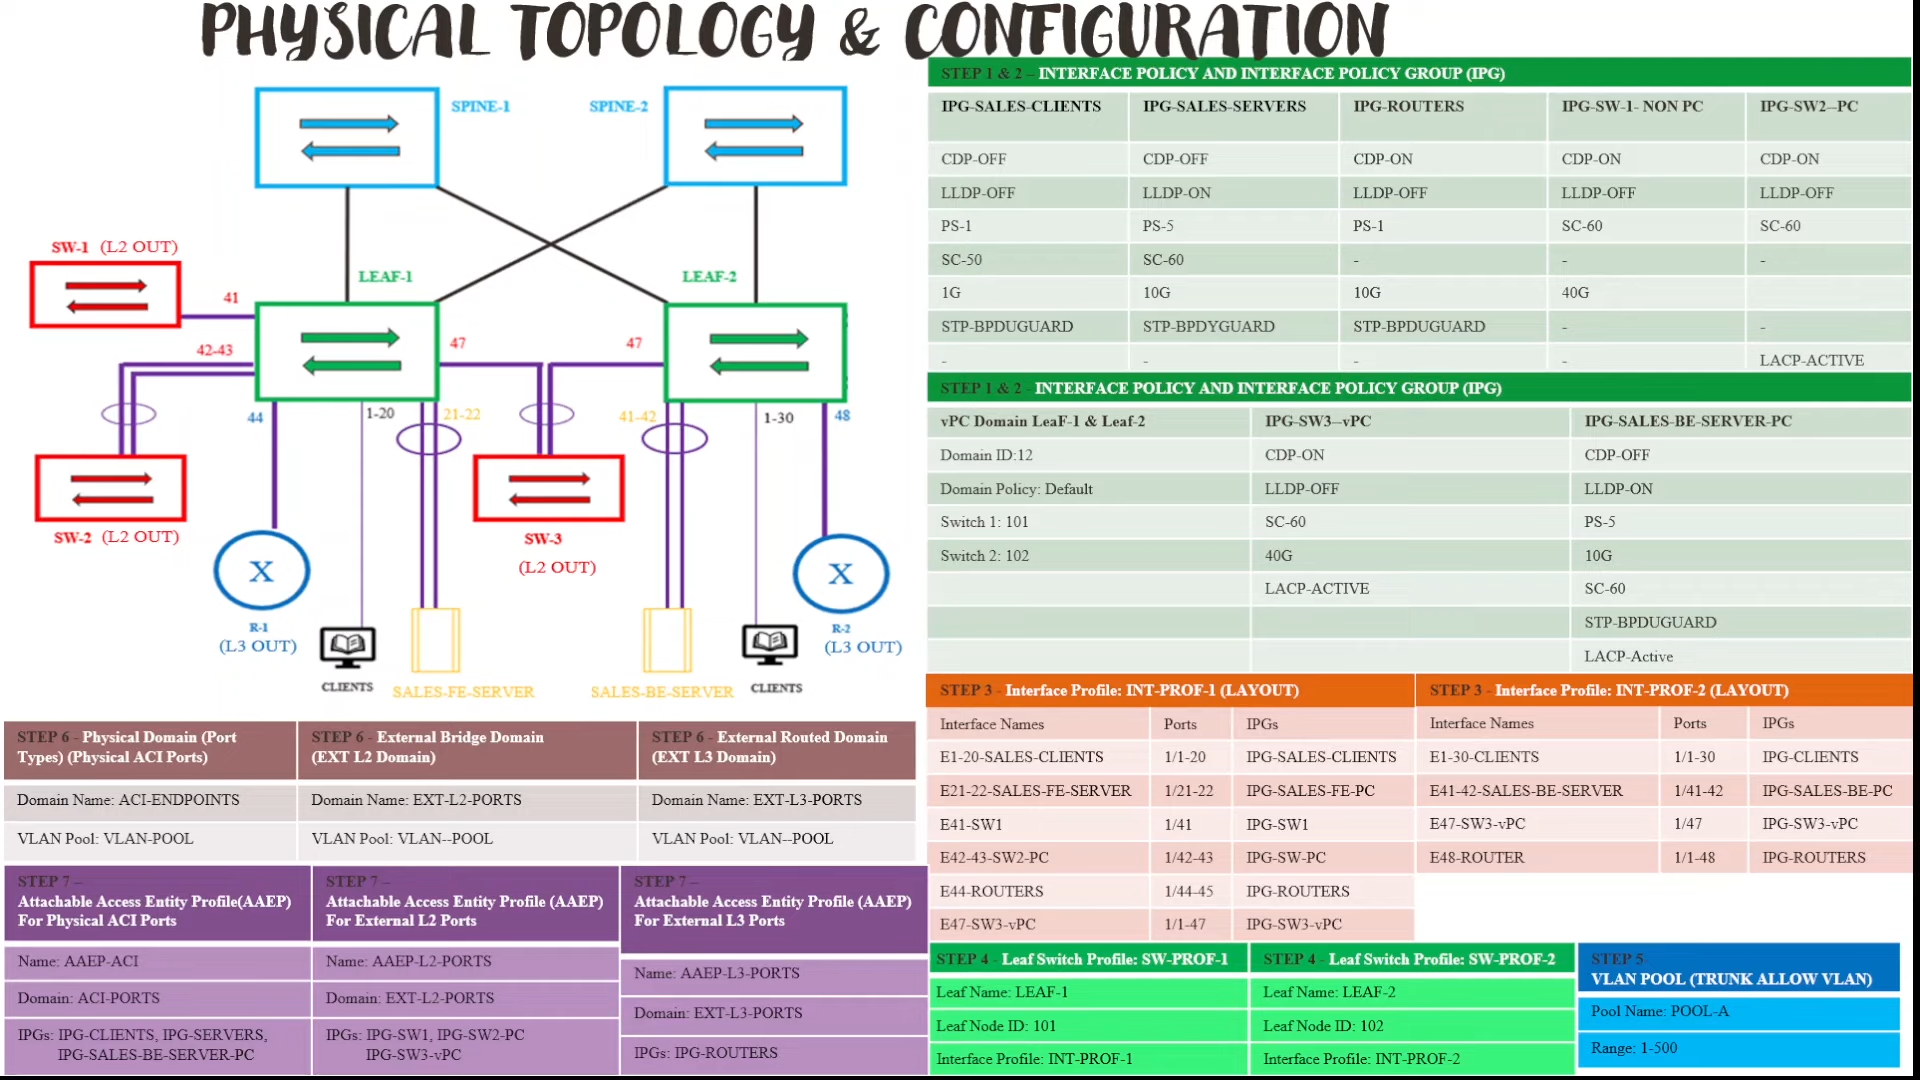 PHYSICAL TOPOLOGY & CONFIGURATION
SPINE-1
SPINE-2
SW-1 (L2 OUT)
LEAF-1
LEAF-2
41
42-43
47
47
44
1-20
21-22
41-42
1-30
48
SW-2 (L2 OUT)
SW-3
(L2 OUT)
X
X
R-1
(L3 OUT)
R-2
(L3 OUT)
CLIENTS
SALES-FE-SERVER
SALES-BE-SERVER
CLIENTS
STEP 1 & 2 – INTERFACE POLICY AND INTERFACE POLICY GROUP (IPG)
IPG-SALES-CLIENTS IPG-SALES-SERVERS IPG-ROUTERS IPG-SW-1- NON PC IPG-SW2--PC
CDP-OFF CDP-OFF CDP-ON CDP-ON CDP-ON
LLDP-OFF LLDP-ON LLDP-OFF LLDP-OFF LLDP-OFF
PS-1 PS-5 PS-1 SC-60 SC-60
SC-50 SC-60 - - -
1G 10G 10G 40G
STP-BPDUGUARD STP-BPDYGUARD STP-BPDUGUARD - -
- - - - LACP-ACTIVE
STEP 1 & 2 - INTERFACE POLICY AND INTERFACE POLICY GROUP (IPG)
vPC Domain LeaF-1 & Leaf-2 IPG-SW3--vPC IPG-SALES-BE-SERVER-PC
Domain ID:12 CDP-ON CDP-OFF
Domain Policy: Default LLDP-OFF LLDP-ON
Switch 1: 101 SC-60 PS-5
Switch 2: 102 40G 10G
LACP-ACTIVE SC-60
STP-BPDUGUARD
LACP-Active
STEP 3 - Interface Profile: INT-PROF-1 (LAYOUT)
Interface Names Ports IPGs
E1-20-SALES-CLIENTS 1/1-20 IPG-SALES-CLIENTS
E21-22-SALES-FE-SERVER 1/21-22 IPG-SALES-FE-PC
E41-SW1 1/41 IPG-SW1
E42-43-SW2-PC 1/42-43 IPG-SW-PC
E44-ROUTERS 1/44-45 IPG-ROUTERS
E47-SW3-vPC 1/1-47 IPG-SW3-vPC
STEP 3 - Interface Profile: INT-PROF-2 (LAYOUT)
Interface Names Ports IPGs
E1-30-CLIENTS 1/1-30 IPG-CLIENTS
E41-42-SALES-BE-SERVER 1/41-42 IPG-SALES-BE-PC
E47-SW3-vPC 1/47 IPG-SW3-vPC
E48-ROUTER 1/1-48 IPG-ROUTERS
STEP 6 - Physical Domain (Port
Types) (Physical ACI Ports)
Domain Name: ACI-ENDPOINTS
VLAN Pool: VLAN-POOL
STEP 6 - External Bridge Domain
(EXT L2 Domain)
Domain Name: EXT-L2-PORTS
VLAN Pool: VLAN--POOL
STEP 6 - External Routed Domain
(EXT L3 Domain)
Domain Name: EXT-L3-PORTS
VLAN Pool: VLAN--POOL
STEP 7 –
Attachable Access Entity Profile(AAEP)
For Physical ACI Ports
Name: AAEP-ACI
Domain: ACI-PORTS
IPGs: IPG-CLIENTS, IPG-SERVERS,
IPG-SALES-BE-SERVER-PC
STEP 7 –
Attachable Access Entity Profile (AAEP)
For External L2 Ports
Name: AAEP-L2-PORTS
Domain: EXT-L2-PORTS
IPGs: IPG-SW1, IPG-SW2-PC
IPG-SW3-vPC
STEP 7 –
Attachable Access Entity Profile (AAEP)
For External L3 Ports
Name: AAEP-L3-PORTS
Domain: EXT-L3-PORTS
IPGs: IPG-ROUTERS
STEP 4 - Leaf Switch Profile: SW-PROF-1
Leaf Name: LEAF-1
Leaf Node ID: 101
Interface Profile: INT-PROF-1
STEP 4 - Leaf Switch Profile: SW-PROF-2
Leaf Name: LEAF-2
Leaf Node ID: 102
Interface Profile: INT-PROF-2
STEP 5-
VLAN POOL (TRUNK ALLOW VLAN)
Pool Name: POOL-A
Range: 1-500